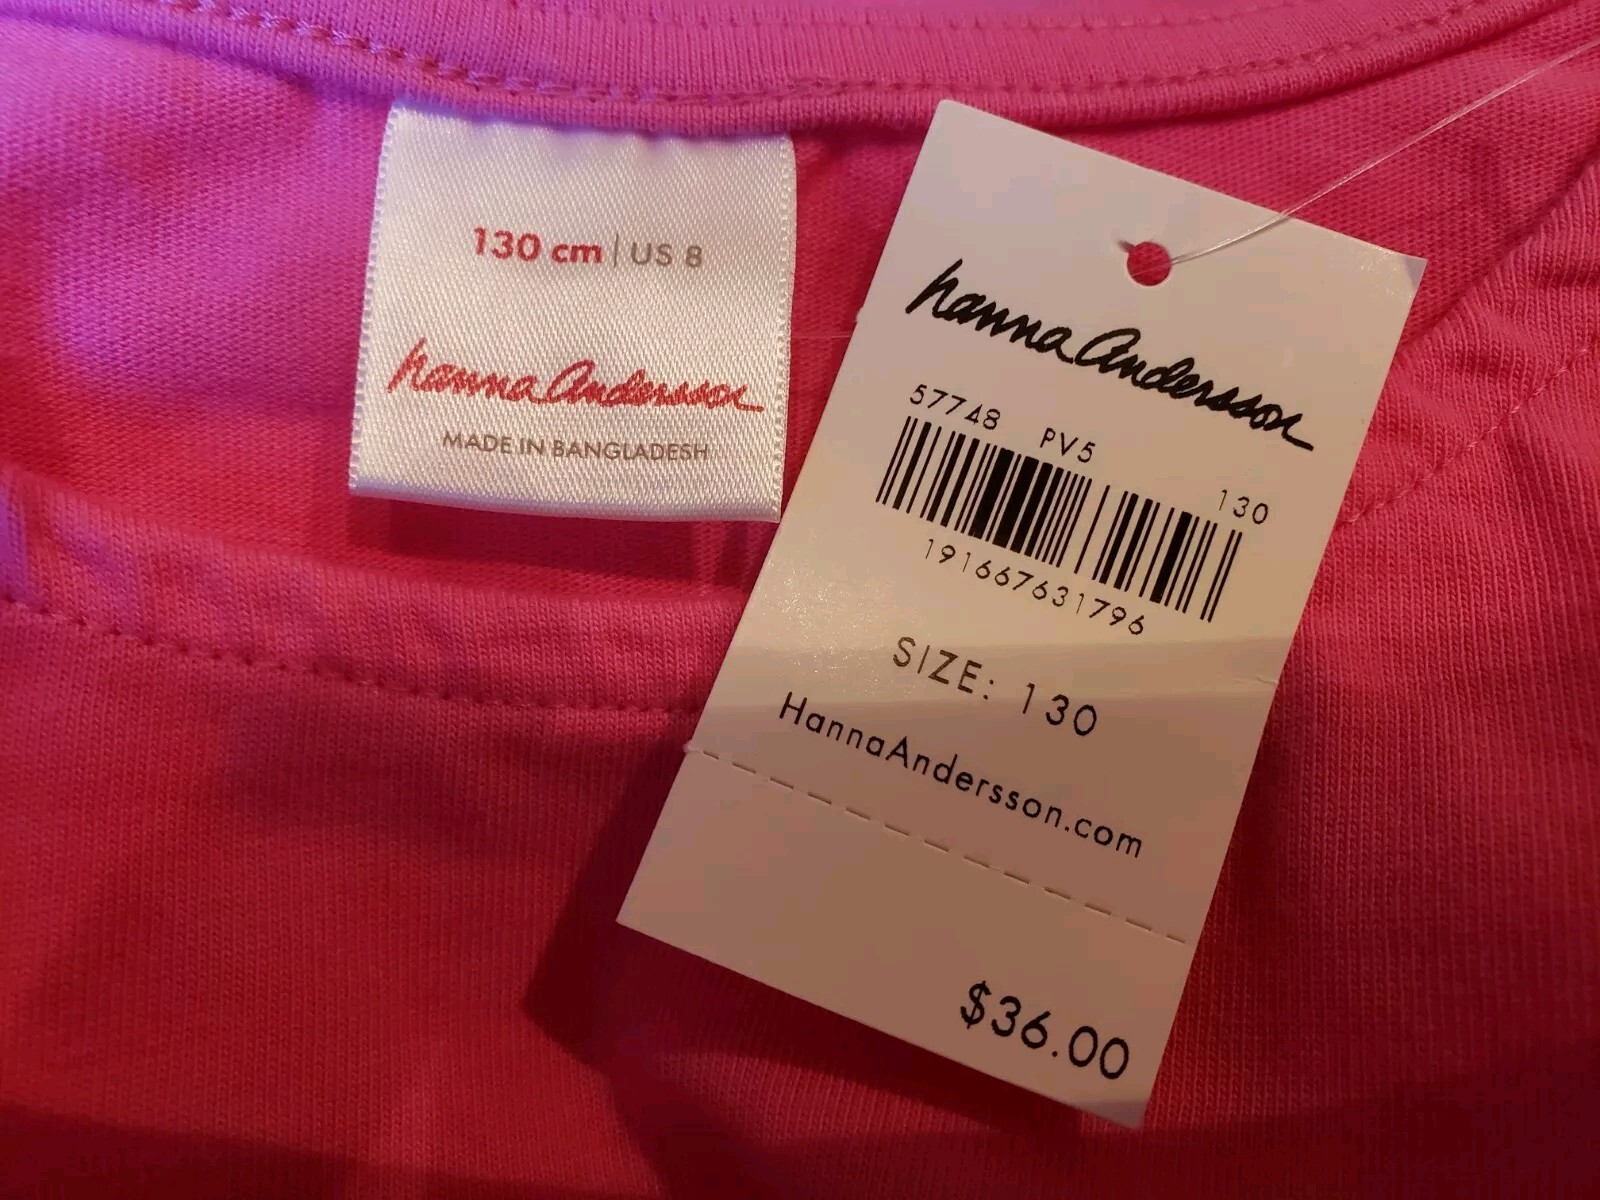 130 cm | US 8
hanna Andersson
MADE IN BANGLADESH
hanna Andersson
57748 PV5
130
191667631796
SIZE: 130
HannaAndersson.com
$36.00